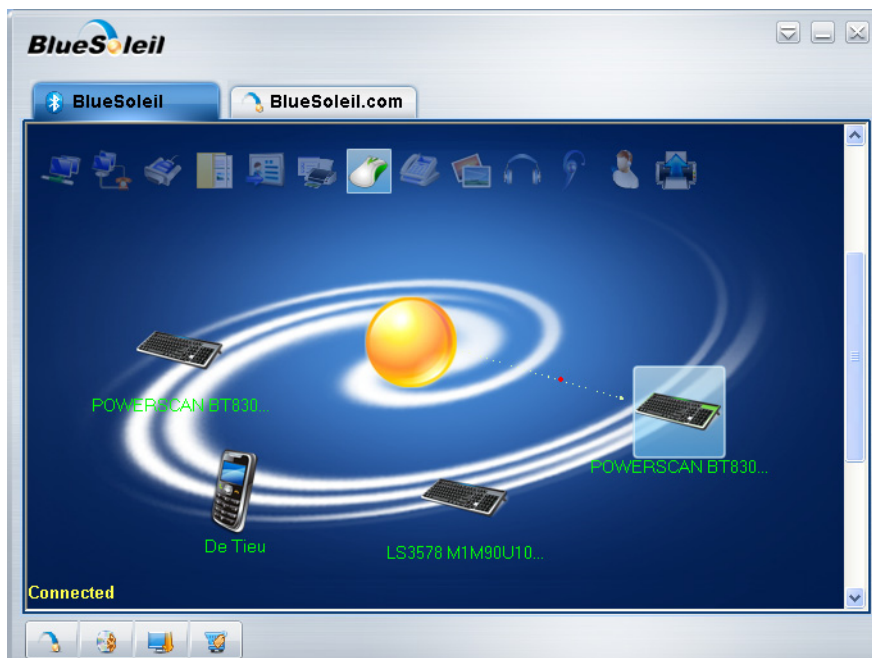 BlueSoleil
BlueSoleil
BlueSoleil.com
POWERSCAN BT830...
POWERSCAN BT830...
De Tieu
LS3578 M1M90U10...
Connected